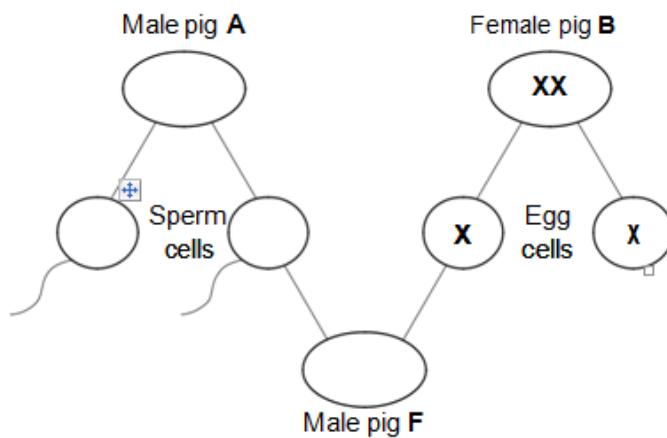 Male pig A
Female pig B
XX
Sperm
cells
X
Egg
cells
X
Male pig F